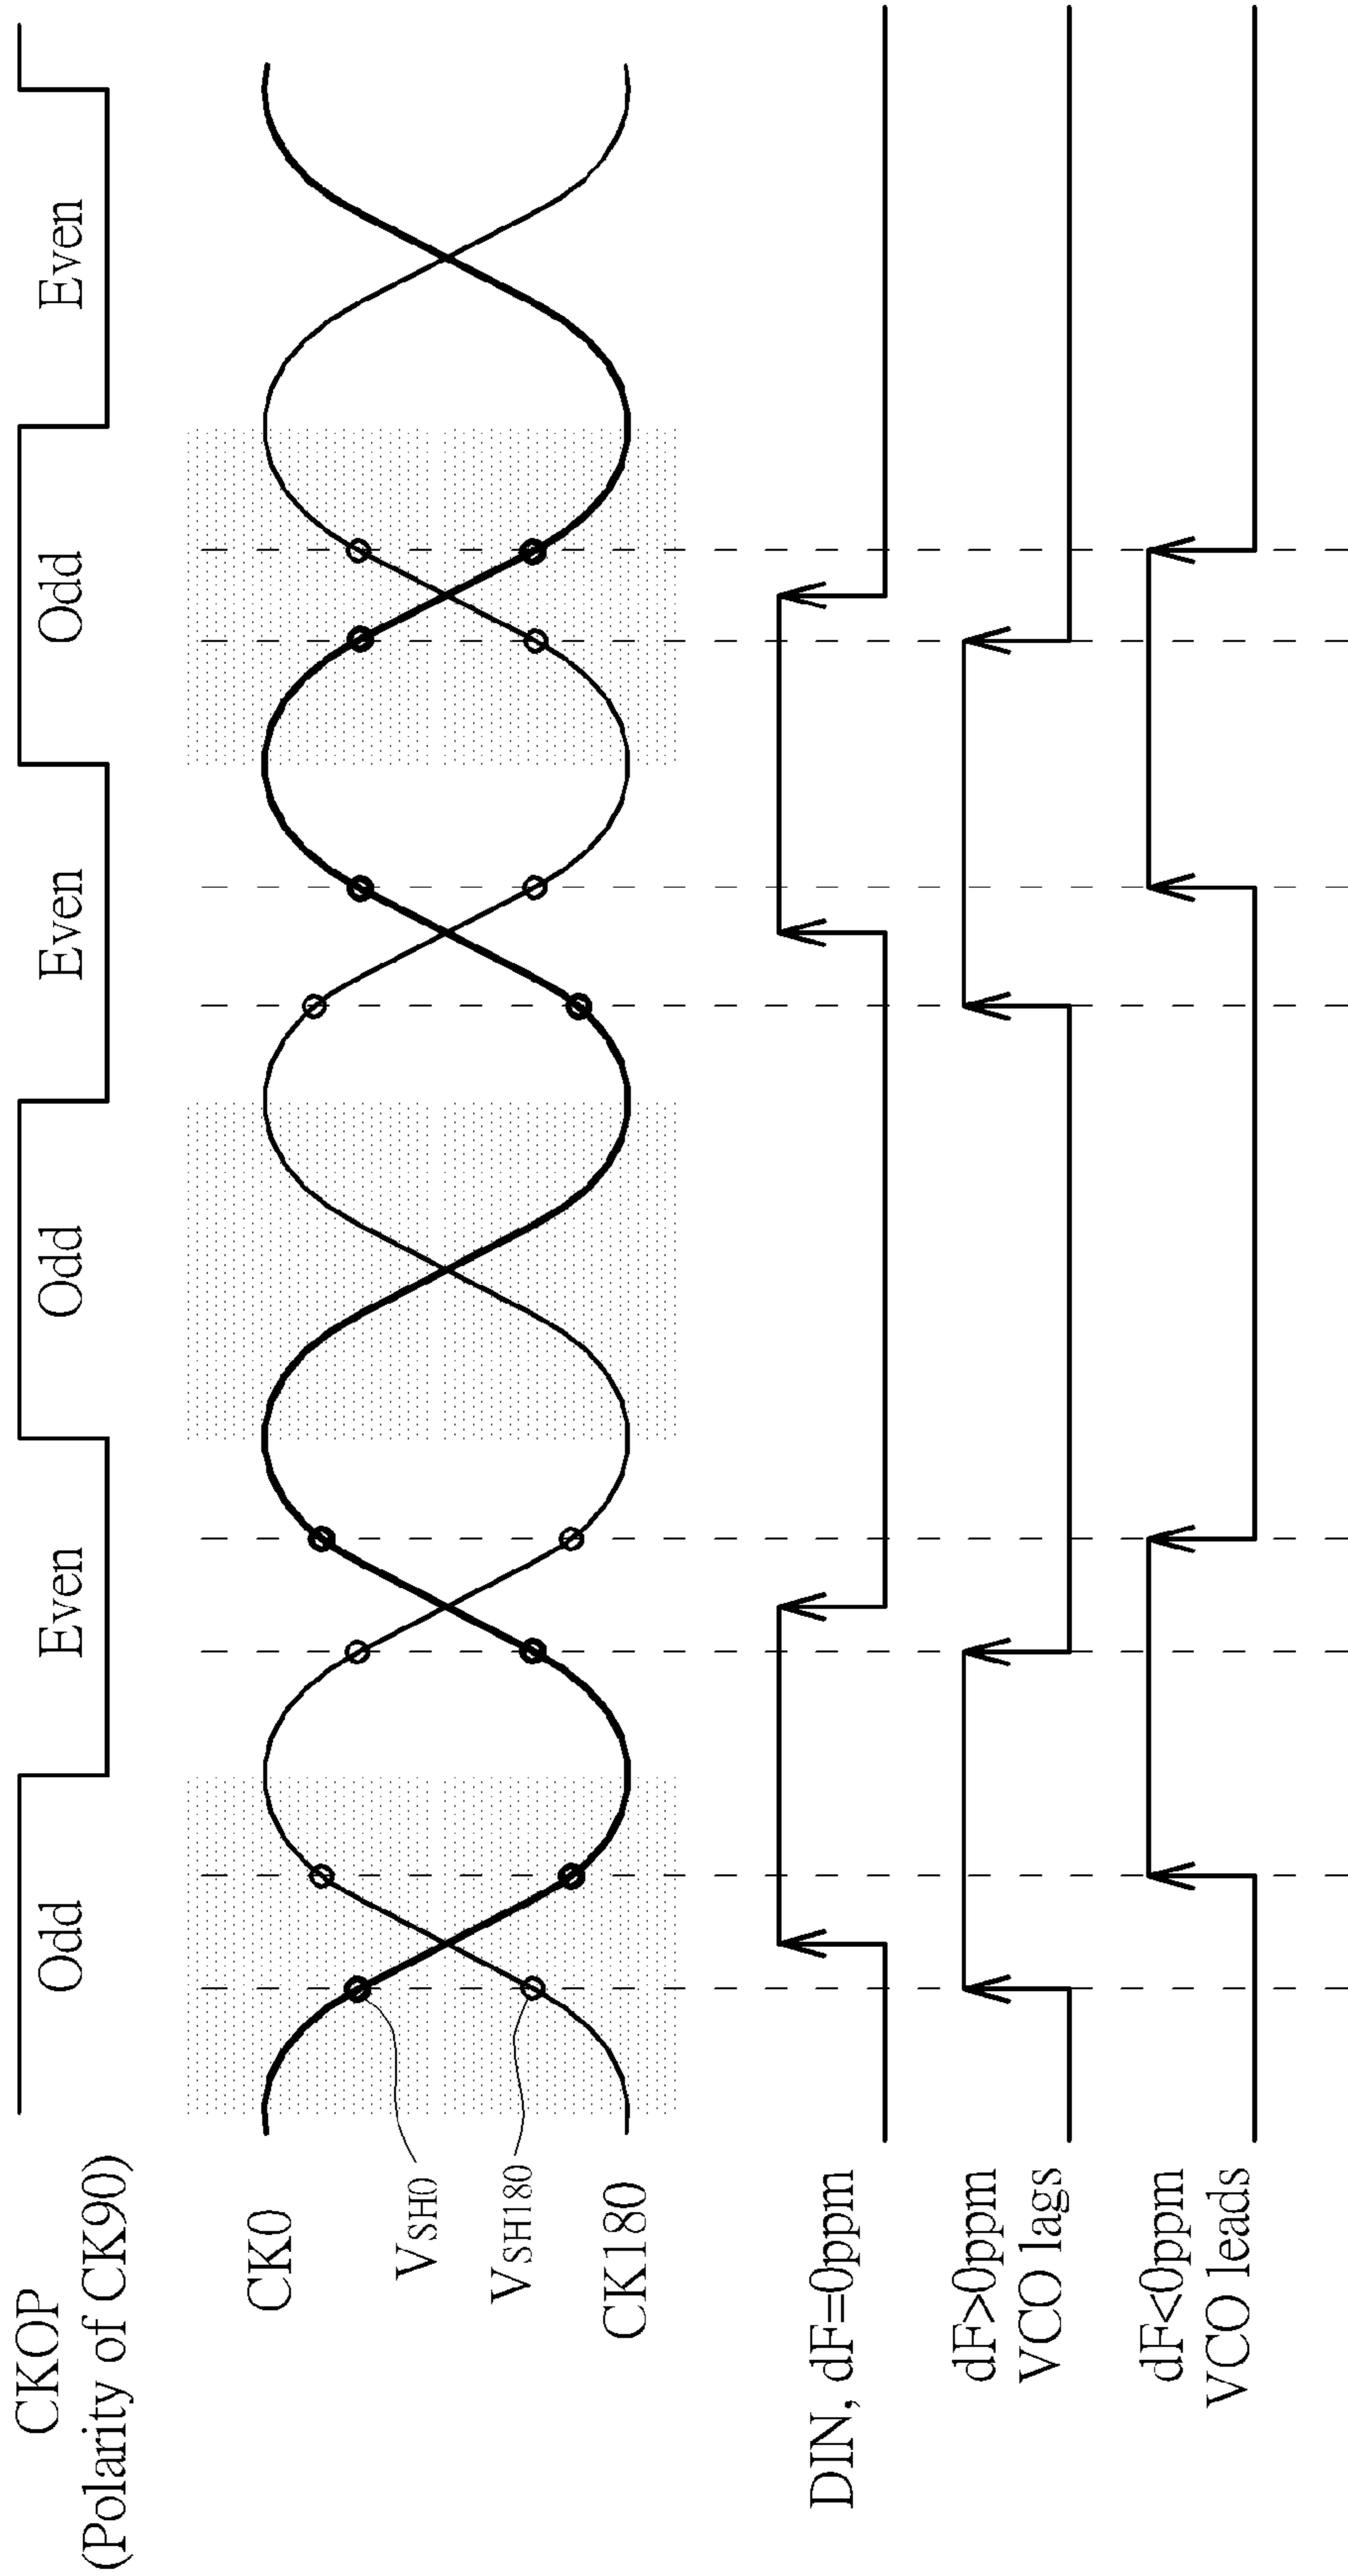 CKOP
(Polarity of CK90)
Odd
Even
Odd
Even
Odd
Even
CK0
VSH0
VSH180
CK180
DIN, dF=0ppm
dF>0ppm
VCO lags
dF<0ppm
VCO leads